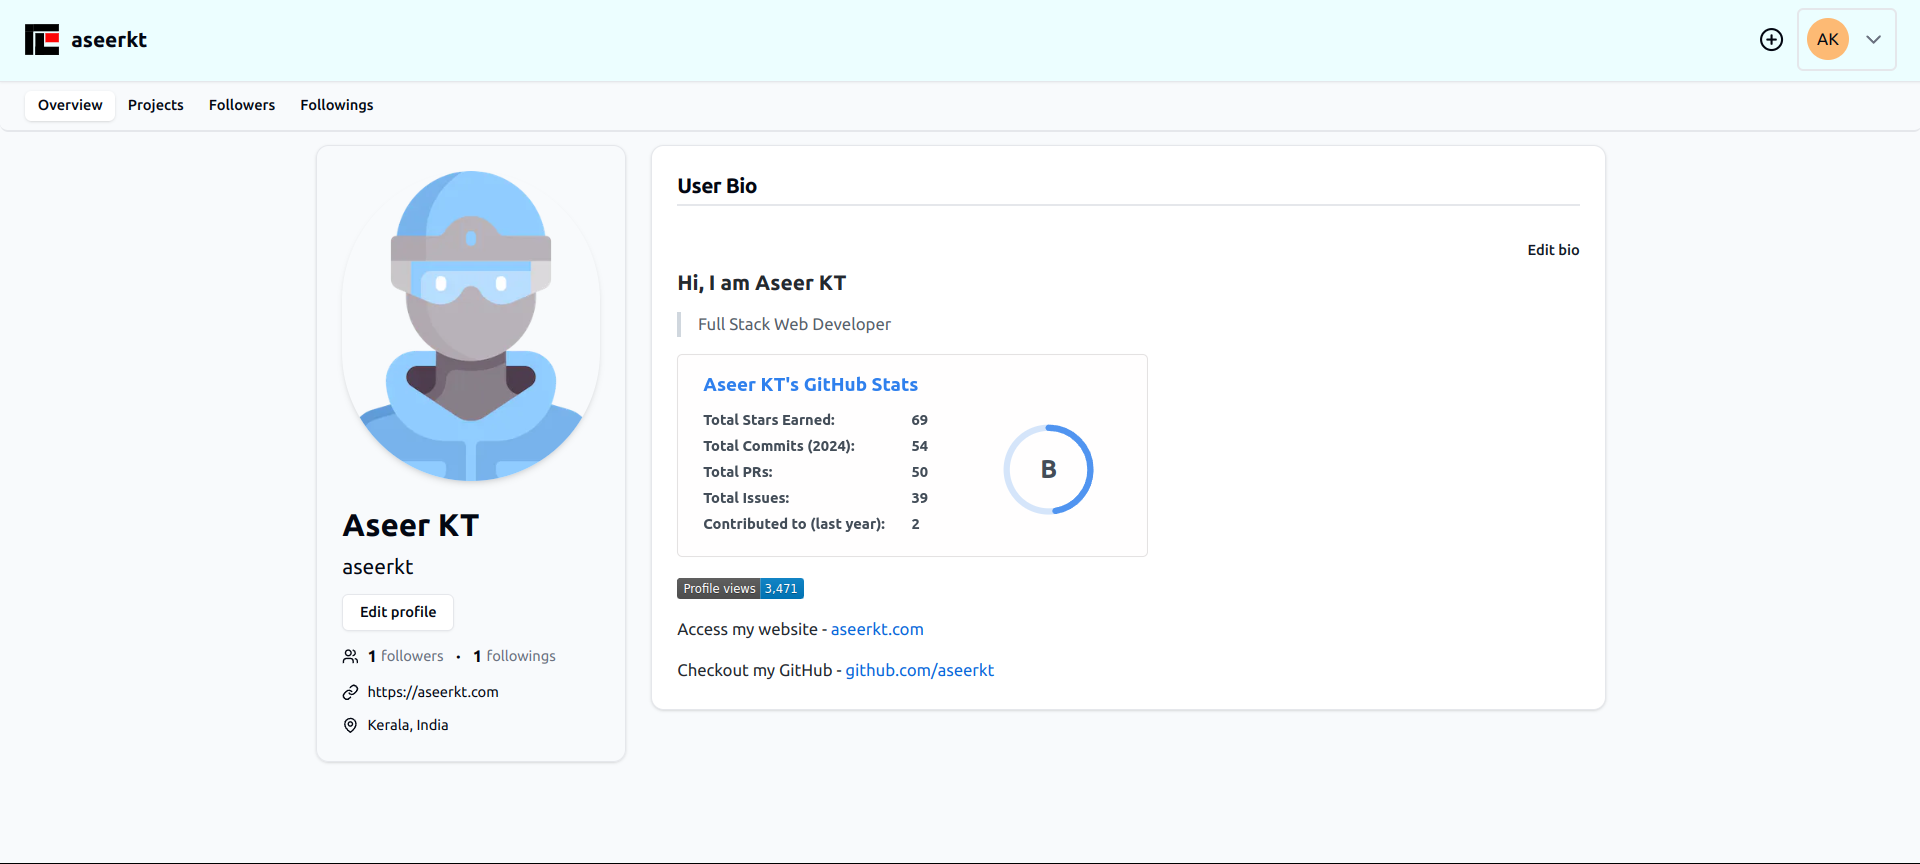 aseerkt
AK
Overview Projects Followers Followings
Aseer KT
aseerkt
Edit profile
1 followers • 1 followings
https://aseerkt.com
Kerala, India
User Bio
Edit bio
Hi, I am Aseer KT
Full Stack Web Developer
Aseer KT's GitHub Stats
Total Stars Earned: 69
Total Commits (2024): 54
Total PRs: 50
Total Issues: 39
Contributed to (last year): 2
B
Profile views 3,471
Access my website - aseerkt.com
Checkout my GitHub - github.com/aseerkt